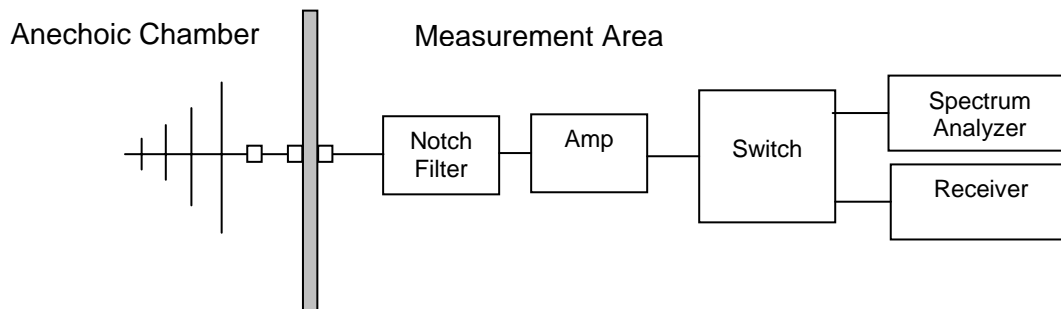 Anechoic Chamber
Measurement Area
Notch
Filter
Amp
Switch
Spectrum
Analyzer
Receiver